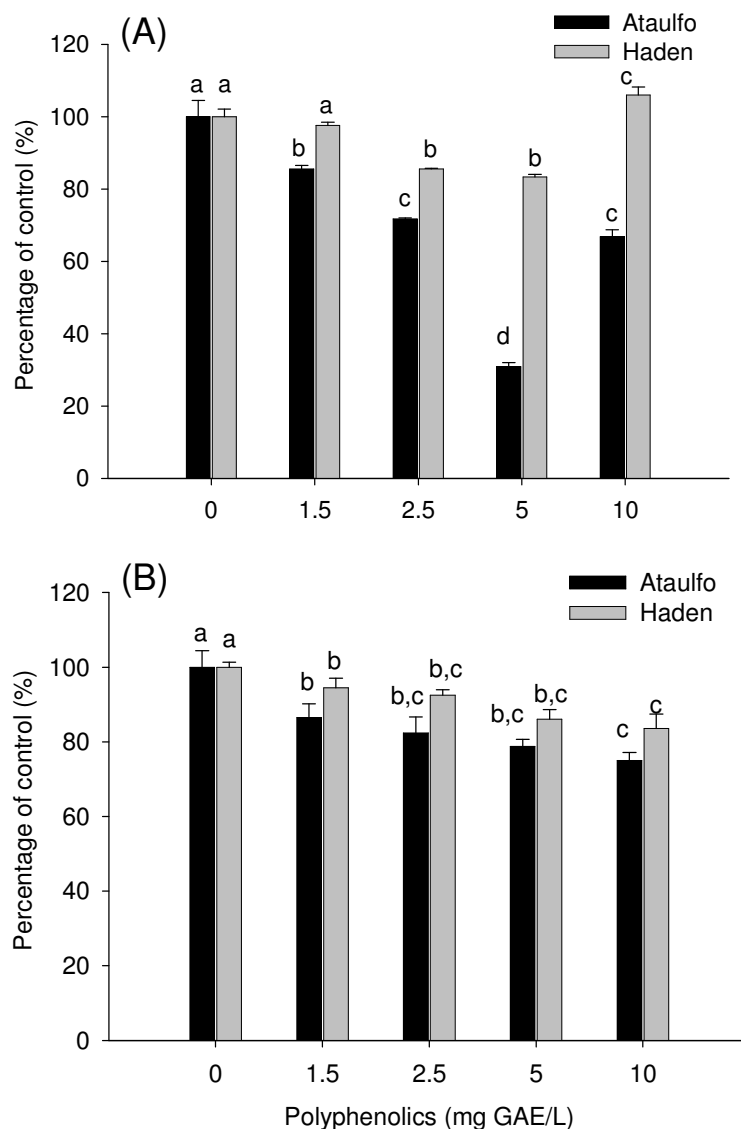 (A)
Ataulfo
Haden
Percentage of control (%)
120
100
80
60
40
20
0
a a
b a
c b
d b
c c
0 1.5 2.5 5 10
(B)
Ataulfo
Haden
Percentage of control (%)
120
100
80
60
40
20
0
a a
b b
b,c b,c
b,c b,c
c c
0 1.5 2.5 5 10
Polyphenolics (mg GAE/L)